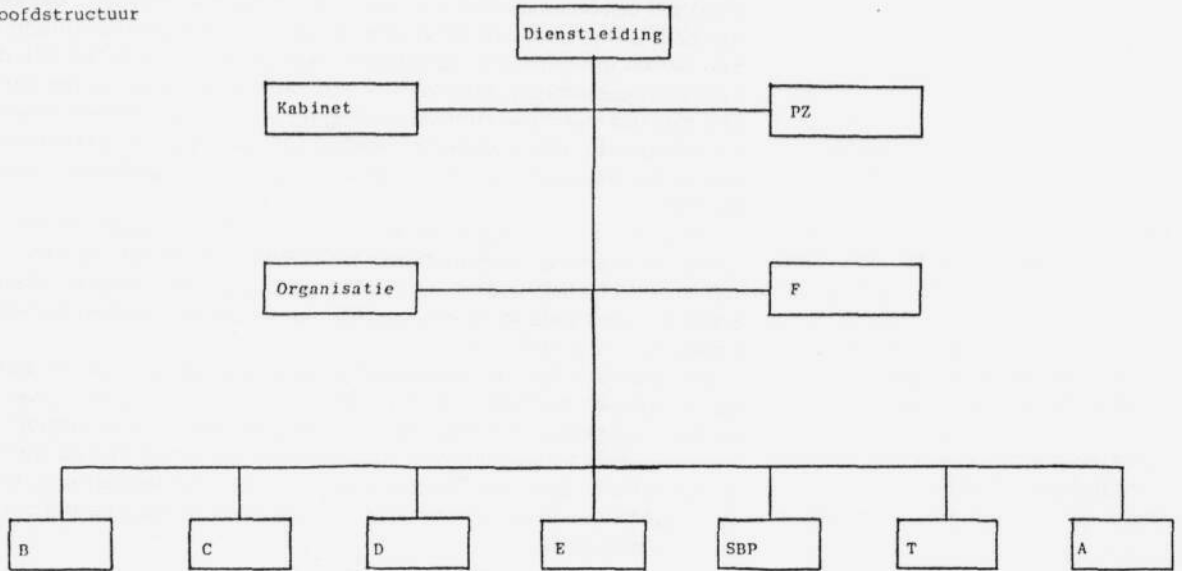 oofdstructuur
Dienstleiding
Kabinet
PZ
Organisatie
F
B
C
D
E
SBP
T
A